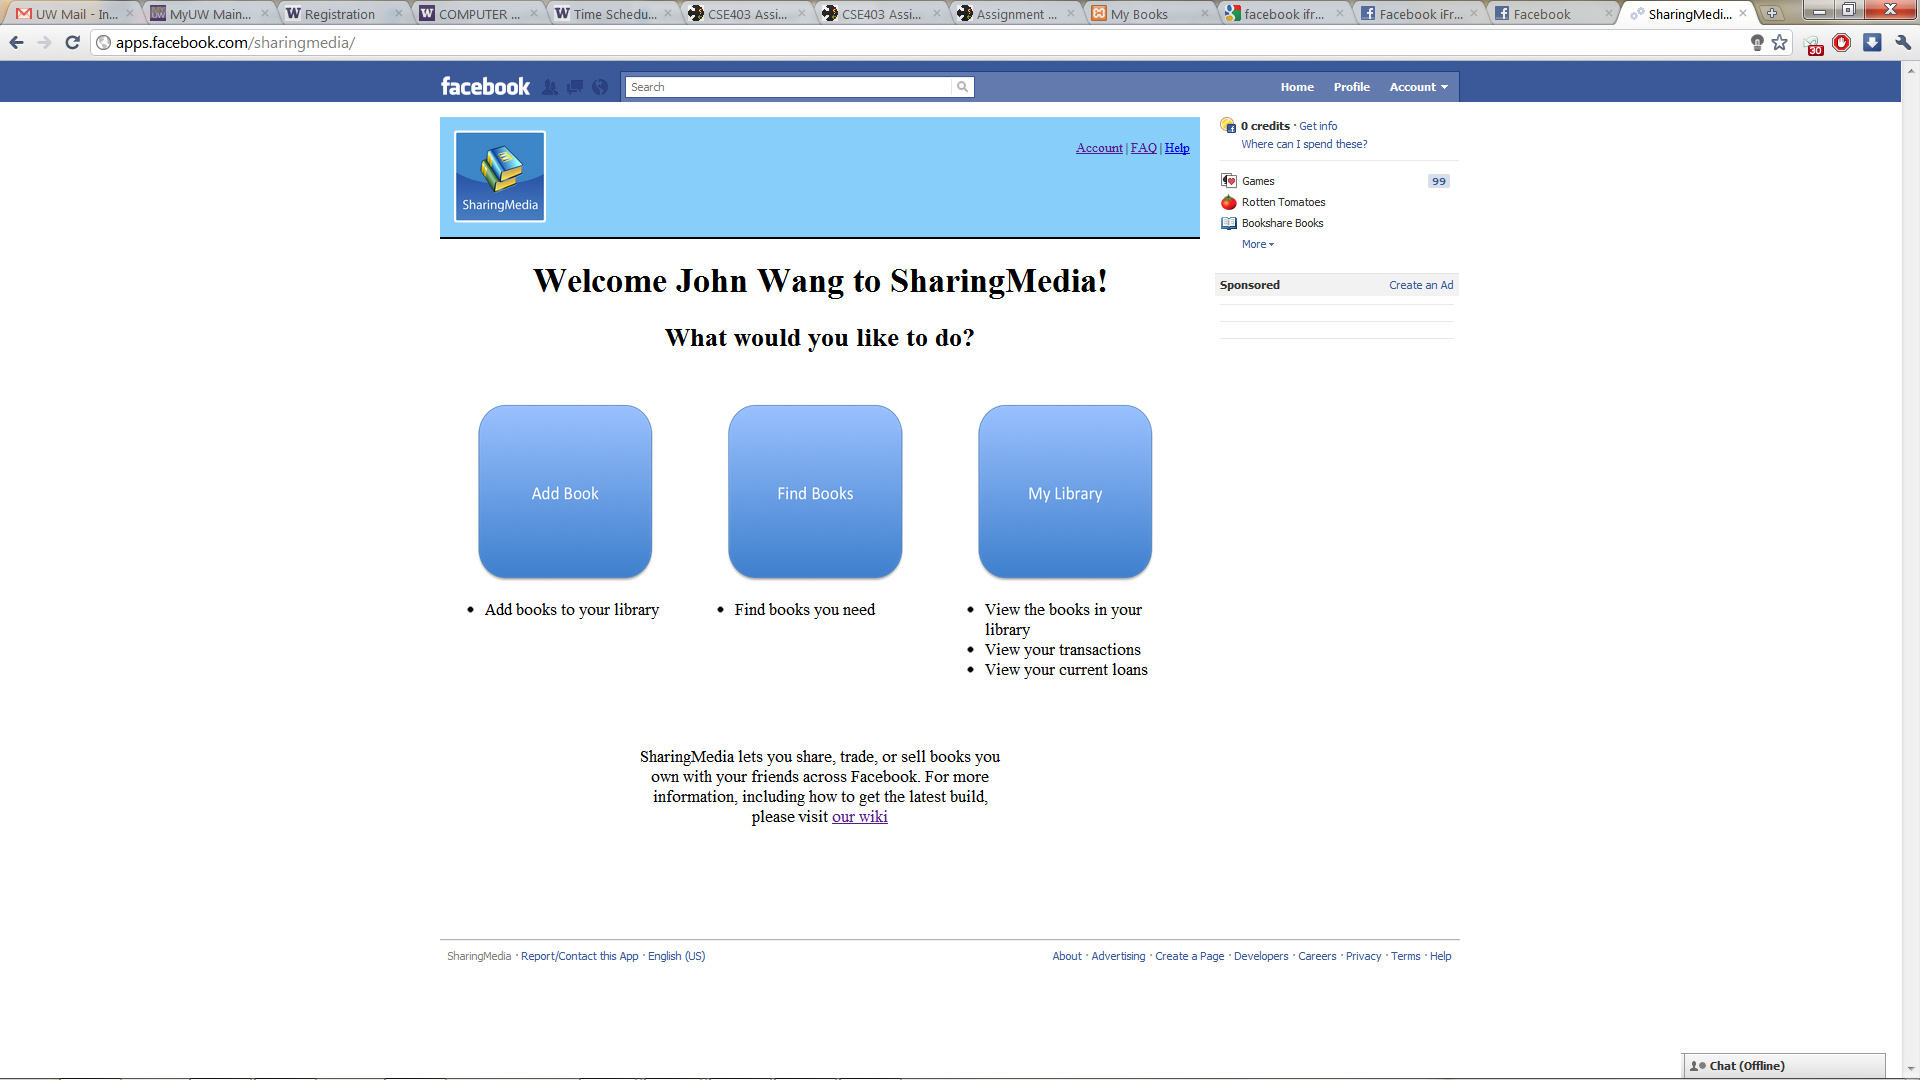 UW Mail - In...
MyUW Main...
Registration
COMPUTER ...
Time Schedu...
CSE403 Assi...
CSE403 Assi...
Assignment ...
My Books
facebook ifr...
Facebook iFr...
Facebook
SharingMedi...
apps.facebook.com/sharingmedia/
30
facebook
Search
Home Profile Account
SharingMedia
Account | FAQ | Help
0 credits · Get info
Where can I spend these?
Games 99
Rotten Tomatoes
Bookshare Books
More
Sponsored Create an Ad
Welcome John Wang to SharingMedia!
What would you like to do?
Add Book
Find Books
My Library
• Add books to your library
• Find books you need
• View the books in your
library
• View your transactions
• View your current loans
SharingMedia lets you share, trade, or sell books you
own with your friends across Facebook. For more
information, including how to get the latest build,
please visit our wiki
SharingMedia · Report/Contact this App · English (US)
About · Advertising · Create a Page · Developers · Careers · Privacy · Terms · Help
Chat (Offline)